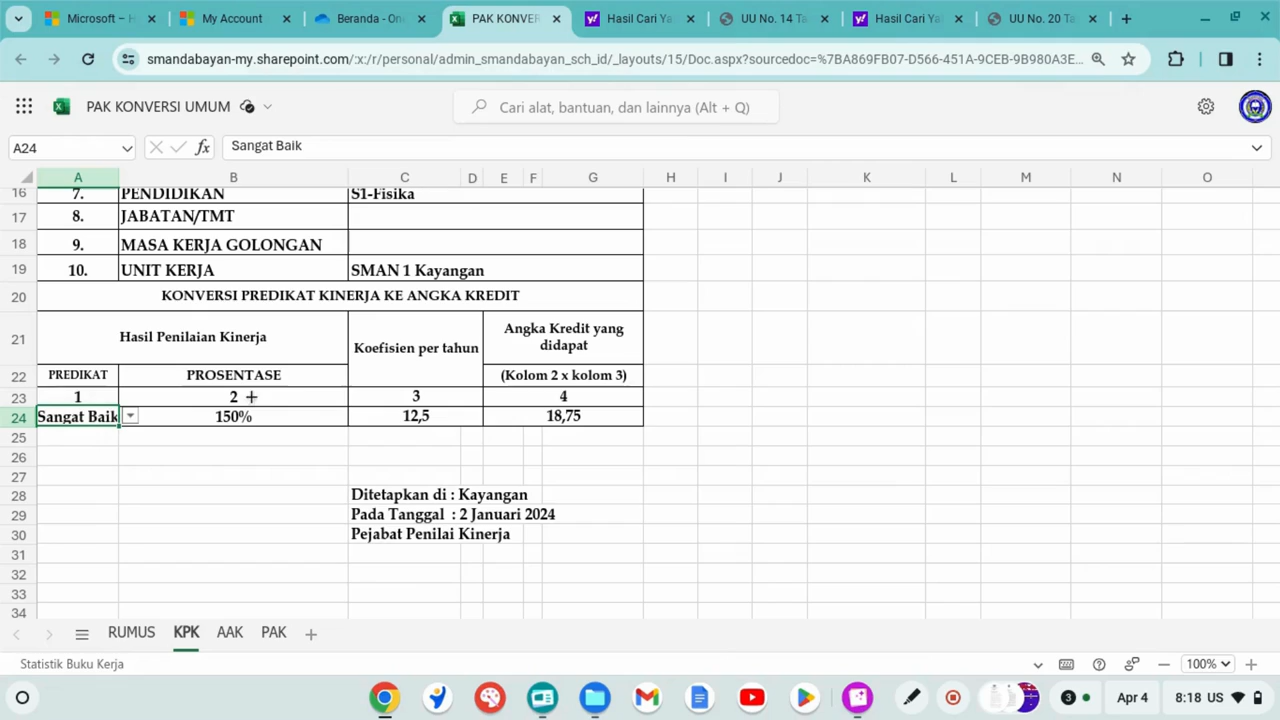 Microsoft – H
My Account
Beranda - On
PAK KONVER
Hasil Cari Ya
UU No. 14 Ta
Hasil Cari Ya
UU No. 20 Ta
smandabayan-my.sharepoint.com/:x:/r/personal/admin_smandabayan_sch_id/_layouts/15/Doc.aspx?sourcedoc=%7BA869FB07-D566-451A-9CEB-9B980A3E...
PAK KONVERSI UMUM
Cari alat, bantuan, dan lainnya (Alt + Q)
A24
fx
Sangat Baik
A B C D E F G H I J K L M N O
16 7. PENDIDIKAN S1-Fisika
17 8. JABATAN/TMT
18 9. MASA KERJA GOLONGAN
19 10. UNIT KERJA SMAN 1 Kayangan
20 KONVERSI PREDIKAT KINERJA KE ANGKA KREDIT
21 Hasil Penilaian Kinerja Koefisien per tahun Angka Kredit yang didapat
22 PREDIKAT PROSENTASE (Kolom 2 x kolom 3)
23 1 2 3 4
24 Sangat Baik 150% 12,5 18,75
25
26
27
28 Ditetapkan di : Kayangan
29 Pada Tanggal : 2 Januari 2024
30 Pejabat Penilai Kinerja
31
32
33
34
RUMUS KPK AAK PAK
Statistik Buku Kerja
100%
3
Apr 4
8:18 US